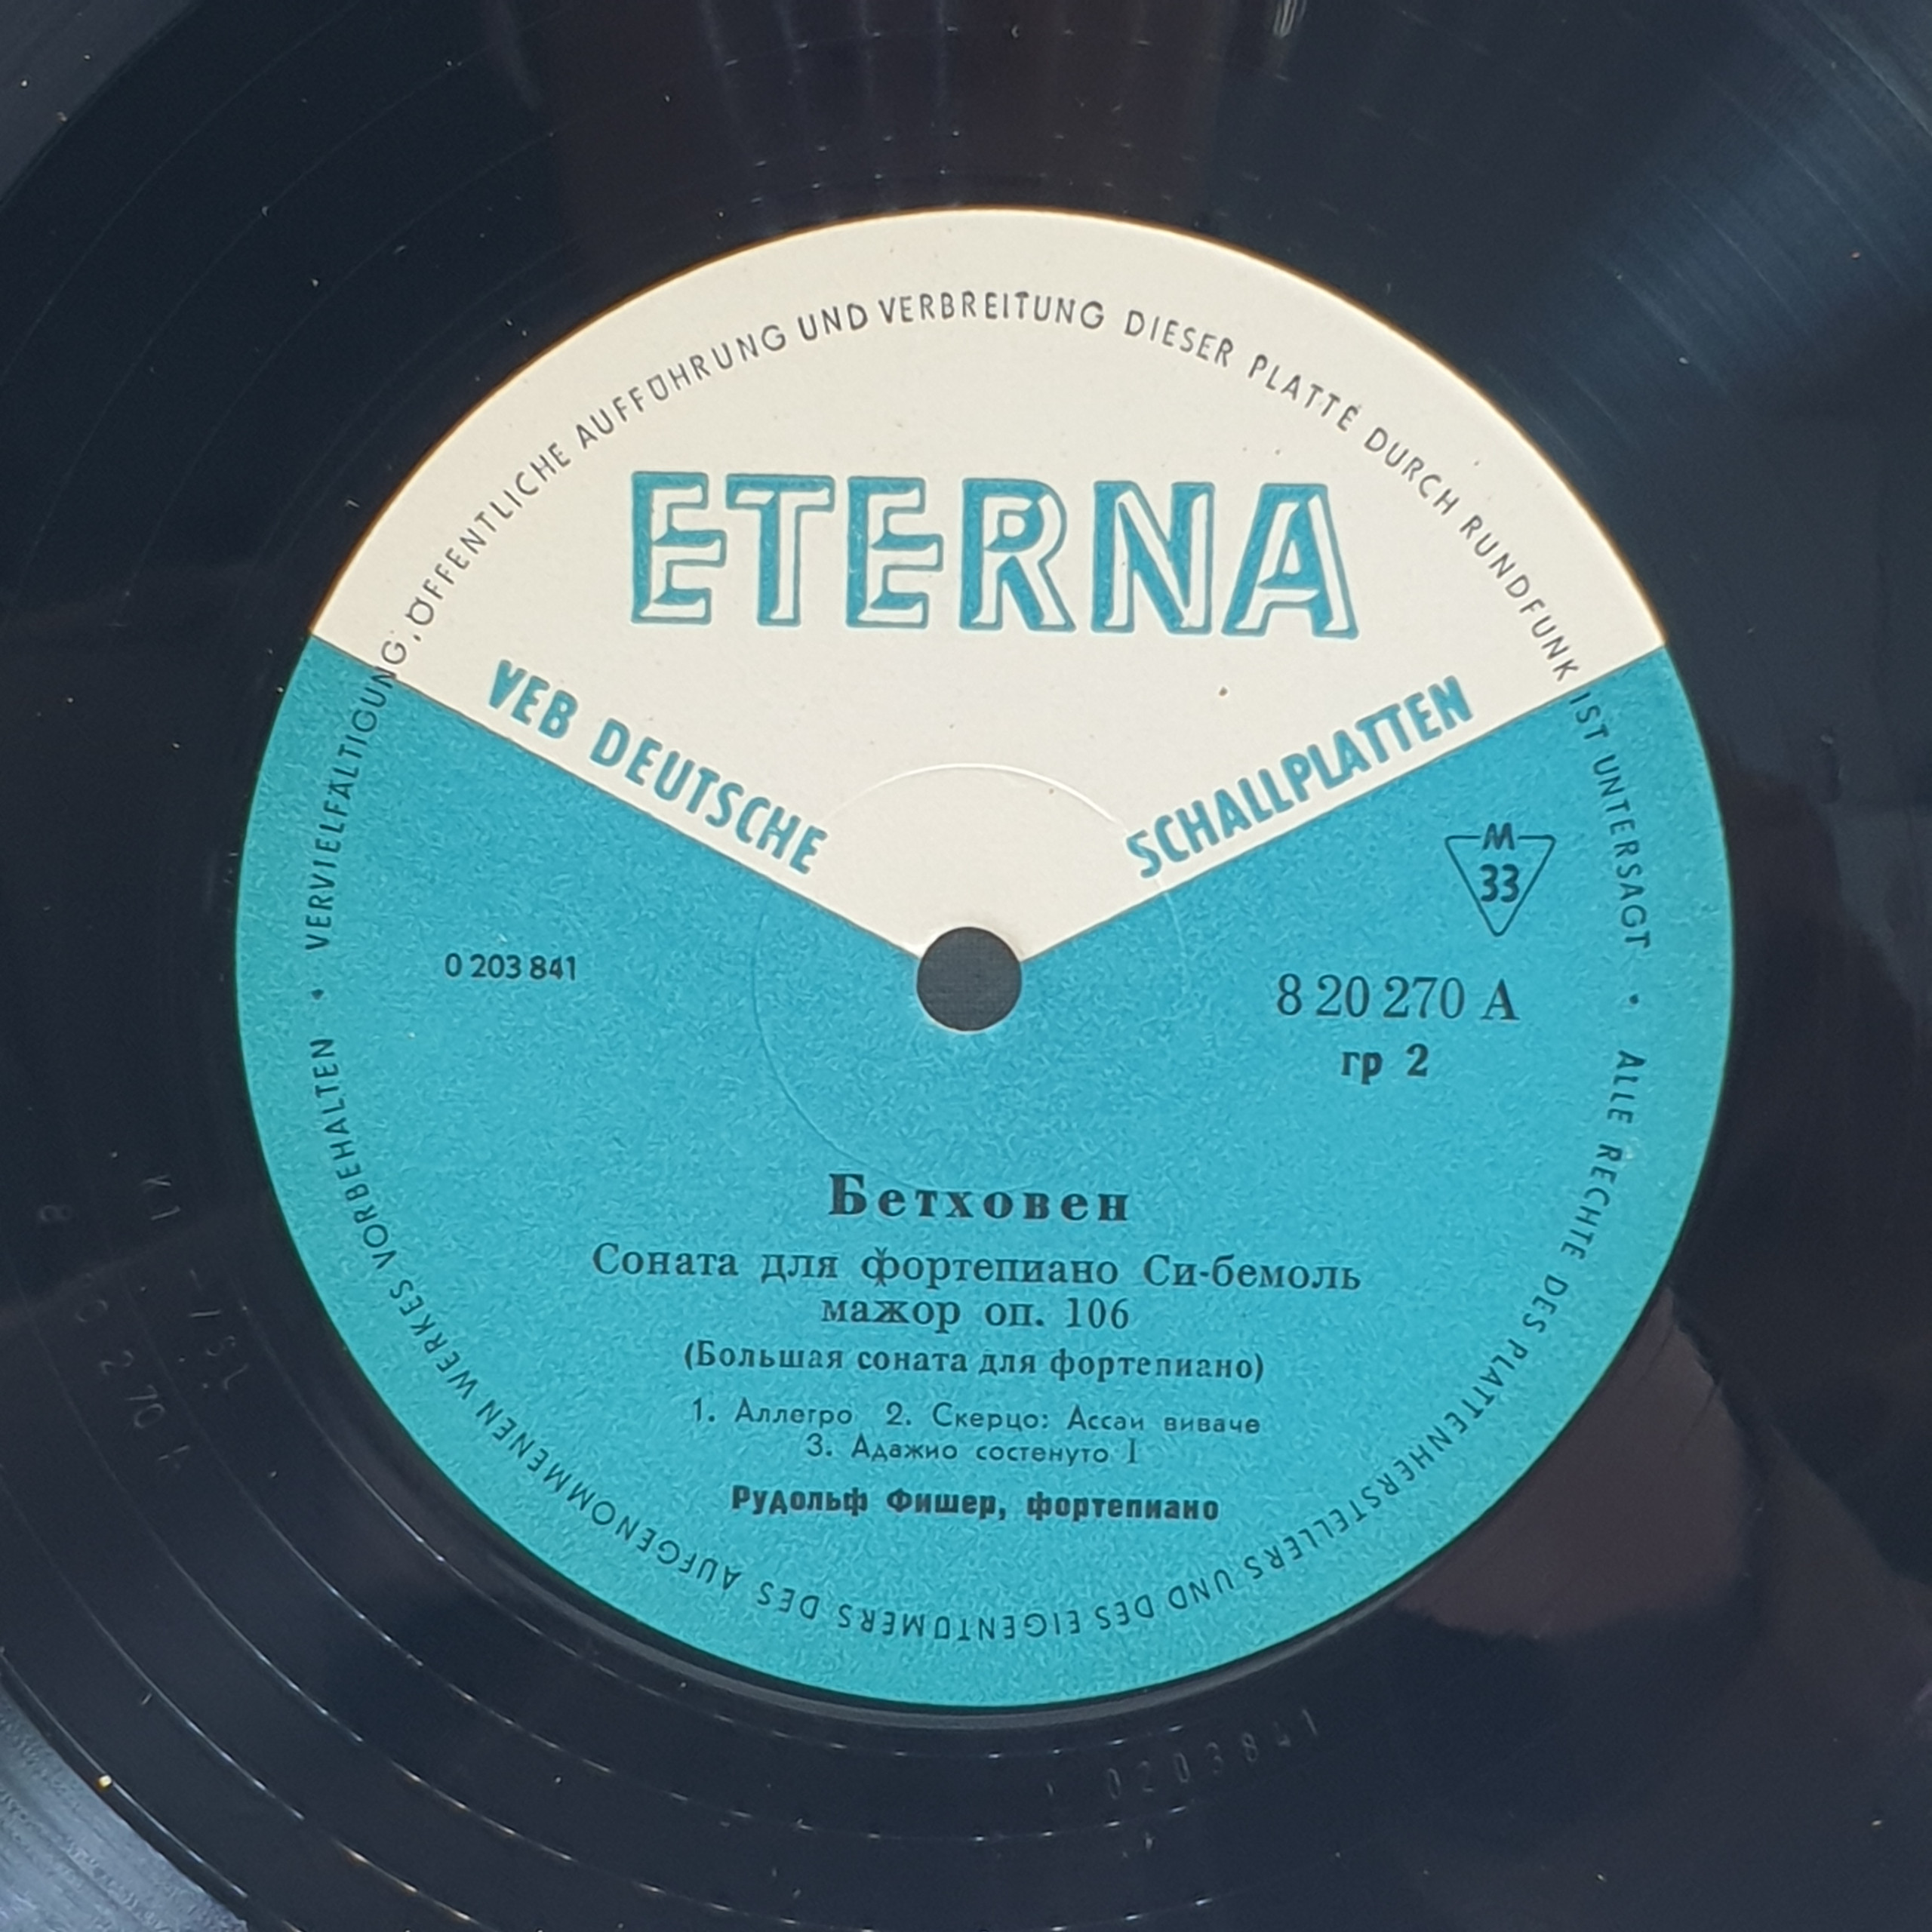 VERVIELFÄLTIGUNG, ÖFFENTLICHE AUFFÜHRUNG UND VERBREITUNG DIESER PLATTE DURCH RUNDFUNK IST UNTERSAGT •
ALLE RECHTE DES PLATTENHERSTELLERS UND DES EIGENTÜMERS DES AUFGENOMMENEN WERKES VORBEHALTEN •
ETERNA
VEB DEUTSCHE SCHALLPLATTEN
M
33
0 203 841
8 20 270 A
гр 2
Бетховен
Соната для фортепиано Си-бемоль
мажор оп. 106
(Большая соната для фортепиано)
1. Аллегро 2. Скерцо: Ассаи виваче
3. Адажио состенуто I
Рудольф Фишер, фортепиано
0203841